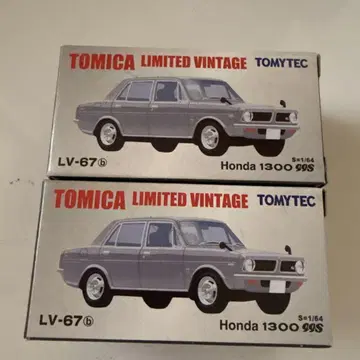 TOMICA LIMITED VINTAGE TOMYTEC
S=1/64
LV-67b Honda 1300 99S
TOMICA LIMITED VINTAGE TOMYTEC
S=1/64
LV-67b Honda 1300 99S